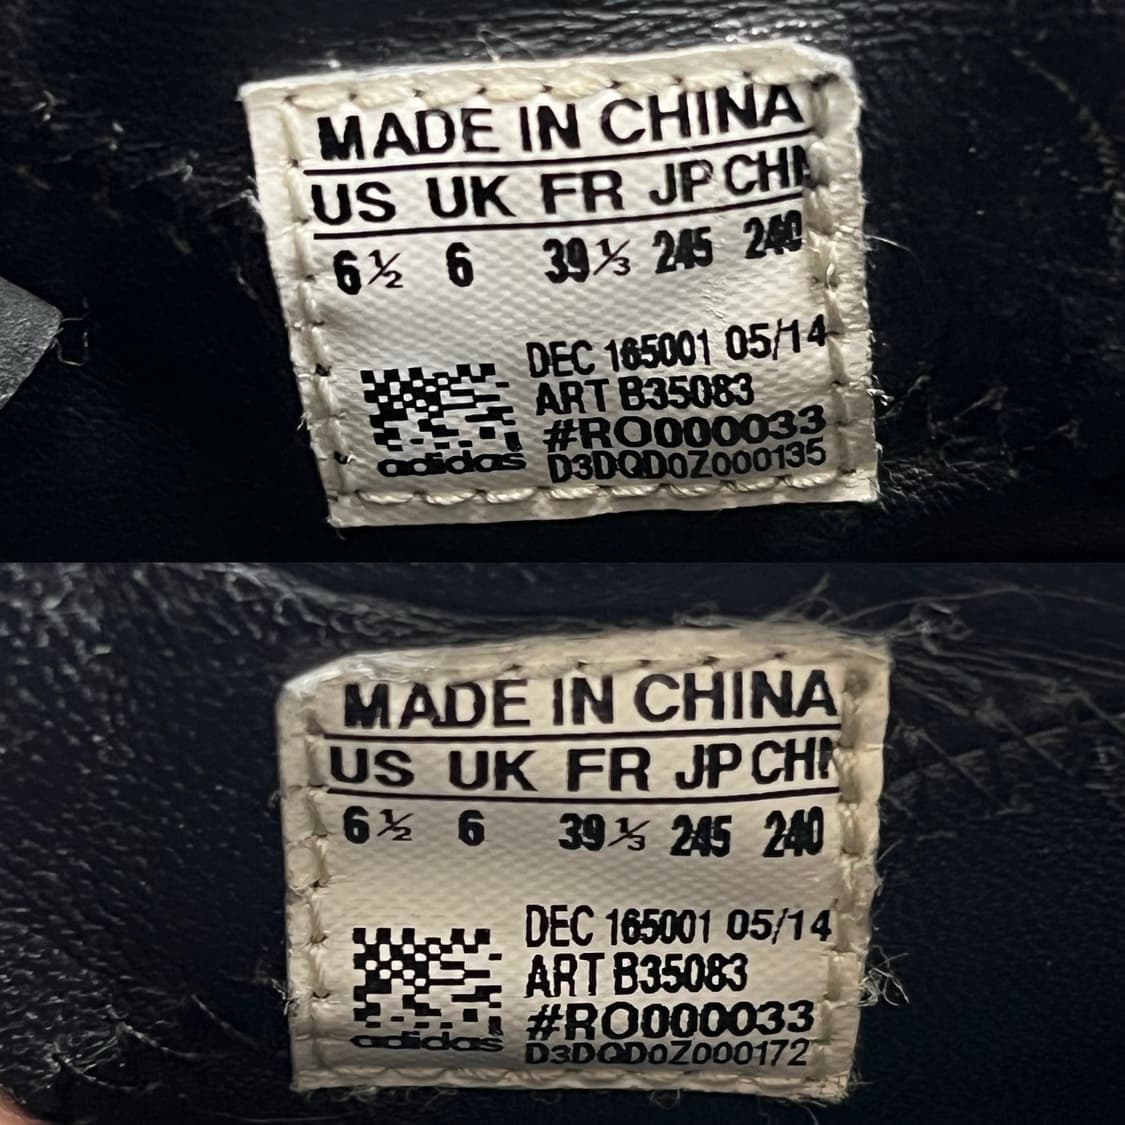 MADE IN CHINA
US UK FR JP CHN
6½ 6 39⅓ 245 240
DEC 165001 05/14
ART B35083
#RO000033
adidas D3DQD0Z000135
MADE IN CHINA
US UK FR JP CHN
6½ 6 39⅓ 245 240
DEC 165001 05/14
ART B35083
#RO000033
adidas D3DQD0Z000172